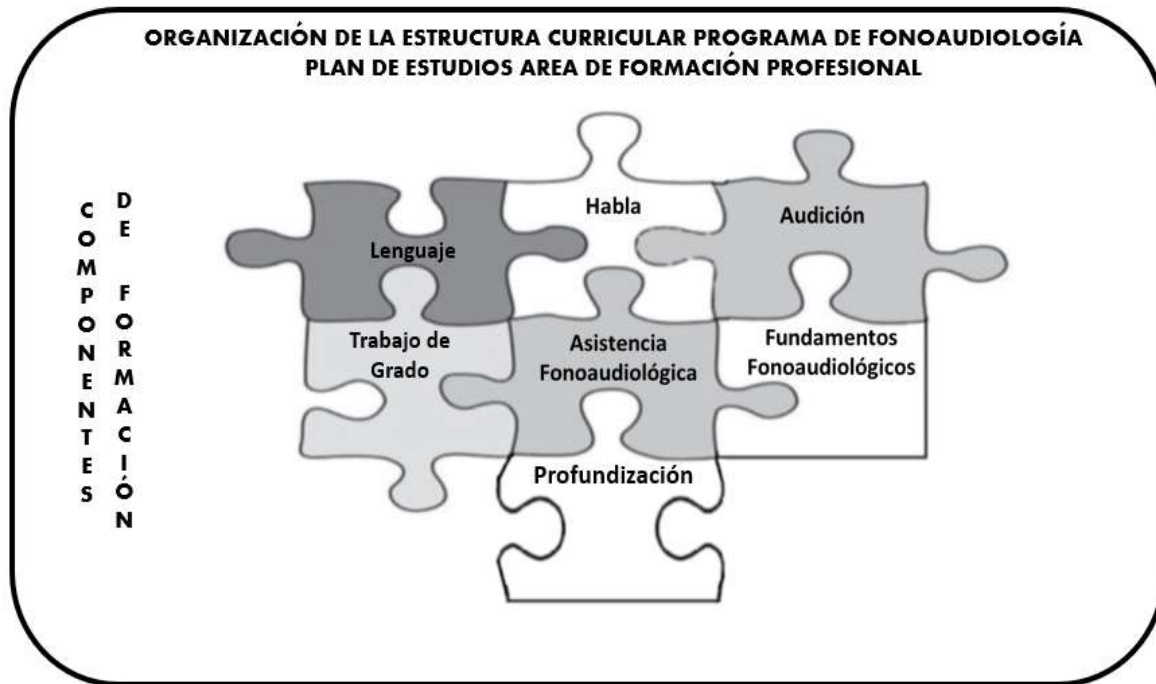 ORGANIZACIÓN DE LA ESTRUCTURA CURRICULAR PROGRAMA DE FONOAUDIOLOGÍA
PLAN DE ESTUDIOS AREA DE FORMACIÓN PROFESIONAL
COMPONENTES
DE FORMACIÓN
Habla
Audición
Lenguaje
Trabajo de
Grado
Asistencia
Fonoaudiológica
Fundamentos
Fonoaudiológicos
Profundización